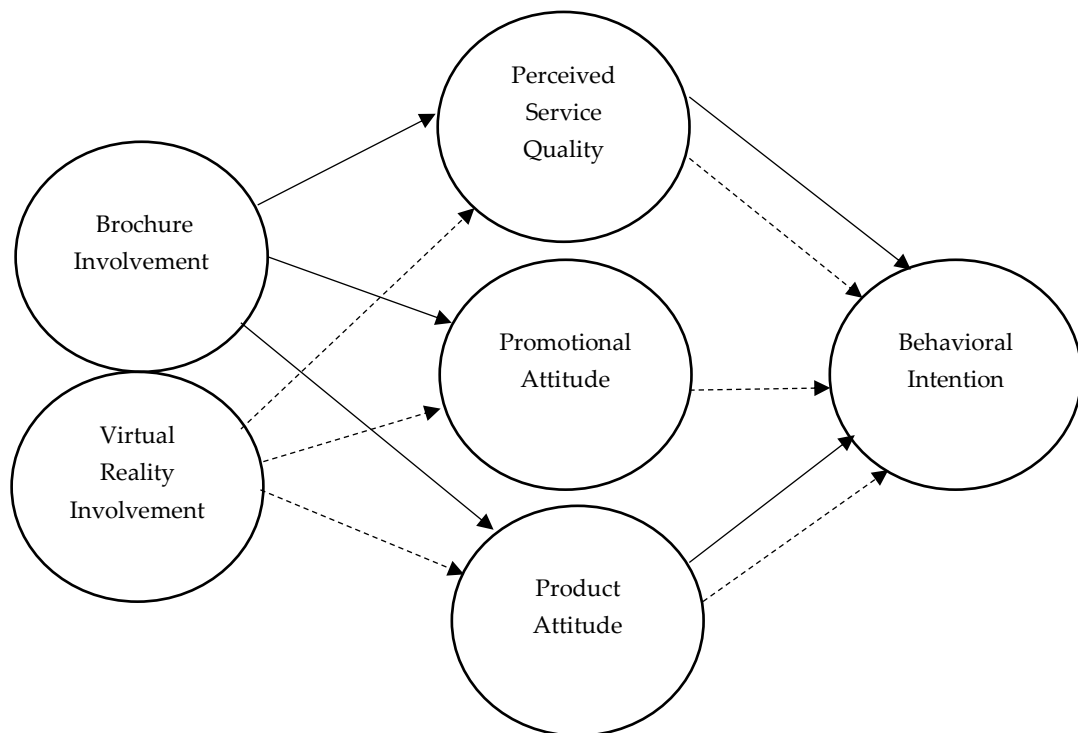 Perceived
Service
Quality
Brochure
Involvement
Promotional
Attitude
Behavioral
Intention
Virtual
Reality
Involvement
Product
Attitude